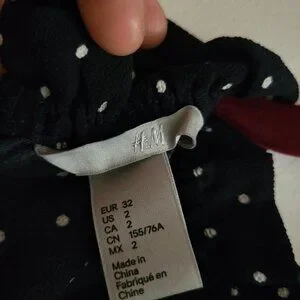 H&M
EUR 32
US 2
CA 2
CN 155/76A
MX 2
Made in
China
Fabriqué en
Chine